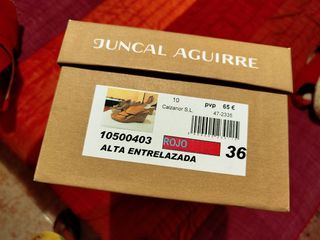 JUNCAL AGUIRRE
10
pvp 65 €
Calzanor S.L.
47-2335
10500403 ROJO 36
ALTA ENTRELAZADA